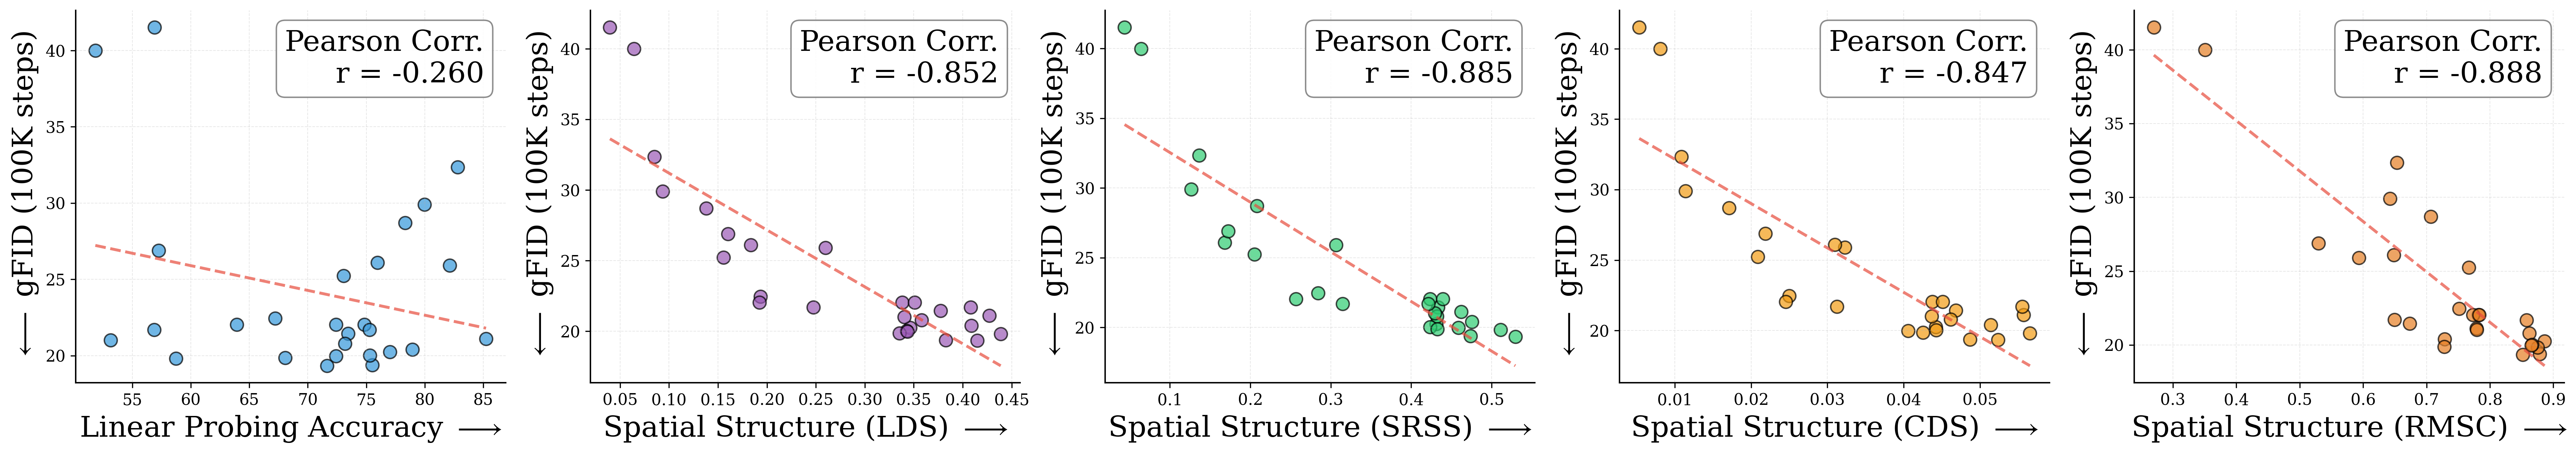 gFID (100K steps)
40
35
30
25
20
55
60
65
70
75
80
85
Linear Probing Accuracy →
Pearson Corr.
r = -0.260
gFID (100K steps)
40
35
30
25
20
0.05
0.10
0.15
0.20
0.25
0.30
0.35
0.40
0.45
Spatial Structure (LDS) →
Pearson Corr.
r = -0.852
gFID (100K steps)
40
35
30
25
20
0.1
0.2
0.3
0.4
0.5
Spatial Structure (SRSS) →
Pearson Corr.
r = -0.885
gFID (100K steps)
40
35
30
25
20
0.01
0.02
0.03
0.04
0.05
Spatial Structure (CDS) →
Pearson Corr.
r = -0.847
gFID (100K steps)
40
35
30
25
20
0.3
0.4
0.5
0.6
0.7
0.8
0.9
Spatial Structure (RMSC) →
Pearson Corr.
r = -0.888